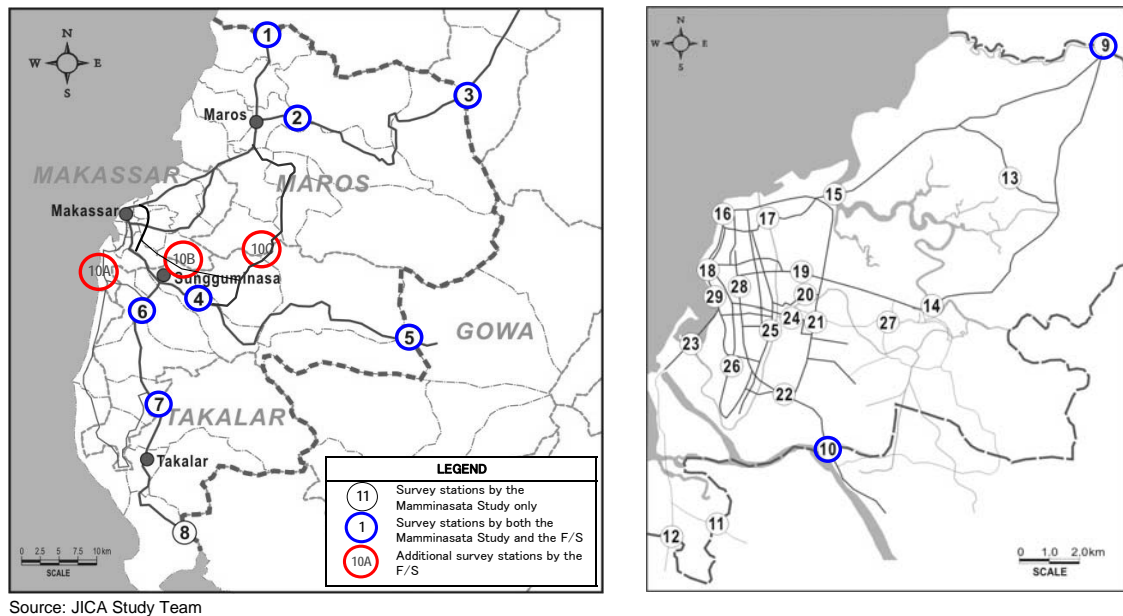 N
W E
S
1
3
2
Maros
MAKASSAR
MAROS
Makassar
10A
10B
10C
Sungguminasa
4
6
5
GOWA
7
TAKALAR
Takalar
8
0 2.5 5 7.5 10 km
SCALE
LEGEND
11 Survey stations by the
Mamminasata Study only
1 Survey stations by both the
Mamminasata Study and the F/S
10A Additional survey stations by the
F/S
Source: JICA Study Team
N
W E
S
9
13
15
16
17
18
19
28
29
20
14
24
21
27
25
23
26
22
10
11
12
0 1.0 2.0km
SCALE